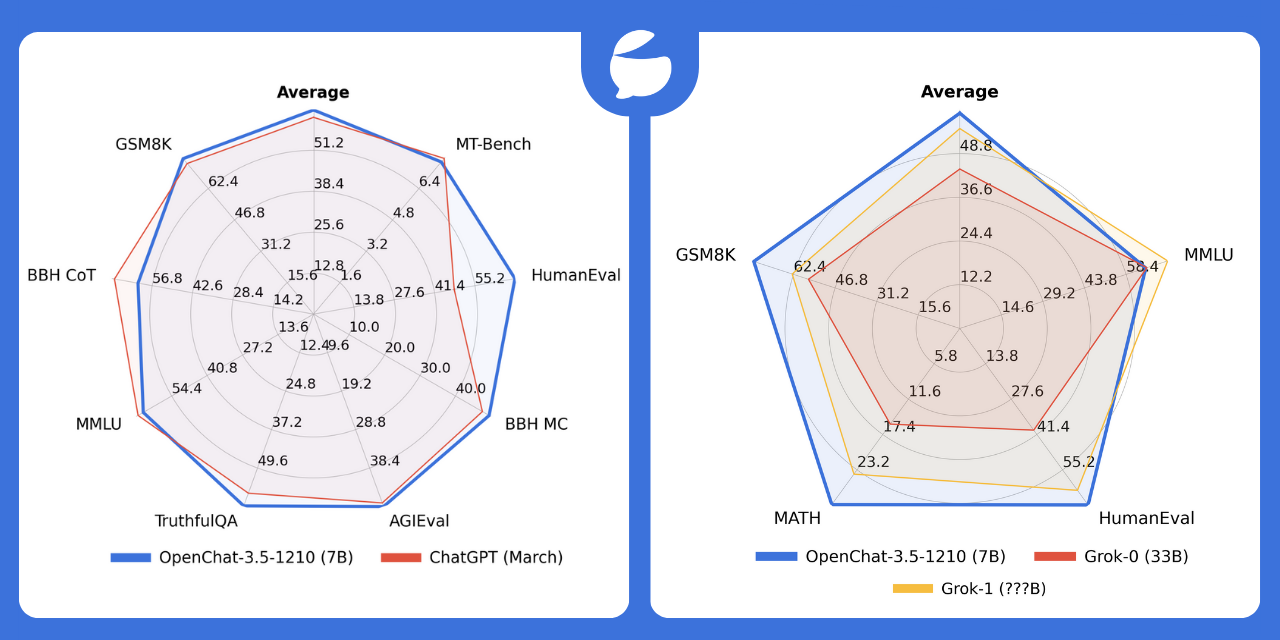 Average
GSM8K
MT-Bench
51.2
62.4
6.4
38.4
46.8
4.8
25.6
31.2
3.2
12.8
BBH CoT
56.8
42.6
28.4
15.6
1.6
41.4
55.2
HumanEval
14.2
13.8
27.6
13.6
10.0
27.2
12.4
9.6
20.0
40.8
30.0
54.4
24.8
19.2
40.0
MMLU
37.2
28.8
BBH MC
49.6
38.4
TruthfulQA
AGIEval
OpenChat-3.5-1210 (7B)
ChatGPT (March)
Average
48.8
36.6
24.4
GSM8K
MMLU
62.4
46.8
31.2
12.2
29.2
43.8
58.4
15.6
14.6
5.8
13.8
11.6
27.6
17.4
41.4
23.2
55.2
MATH
HumanEval
OpenChat-3.5-1210 (7B)
Grok-0 (33B)
Grok-1 (???B)